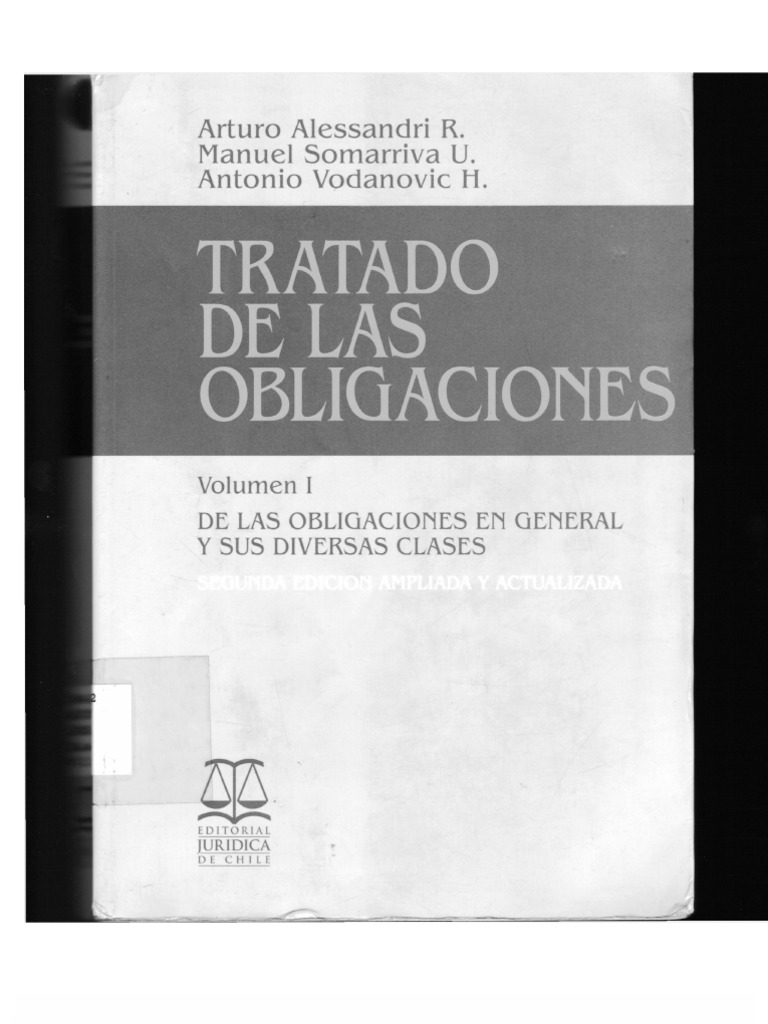 Arturo Alessandri R.
Manuel Somarriva U.
Antonio Vodanovic H.
TRATADO
DE LAS
OBLIGACIONES
Volumen I
DE LAS OBLIGACIONES EN GENERAL
Y SUS DIVERSAS CLASES
SEGUNDA EDICION AMPLIADA Y ACTUALIZADA
2
EDITORIAL
JURIDICA
DE CHILE